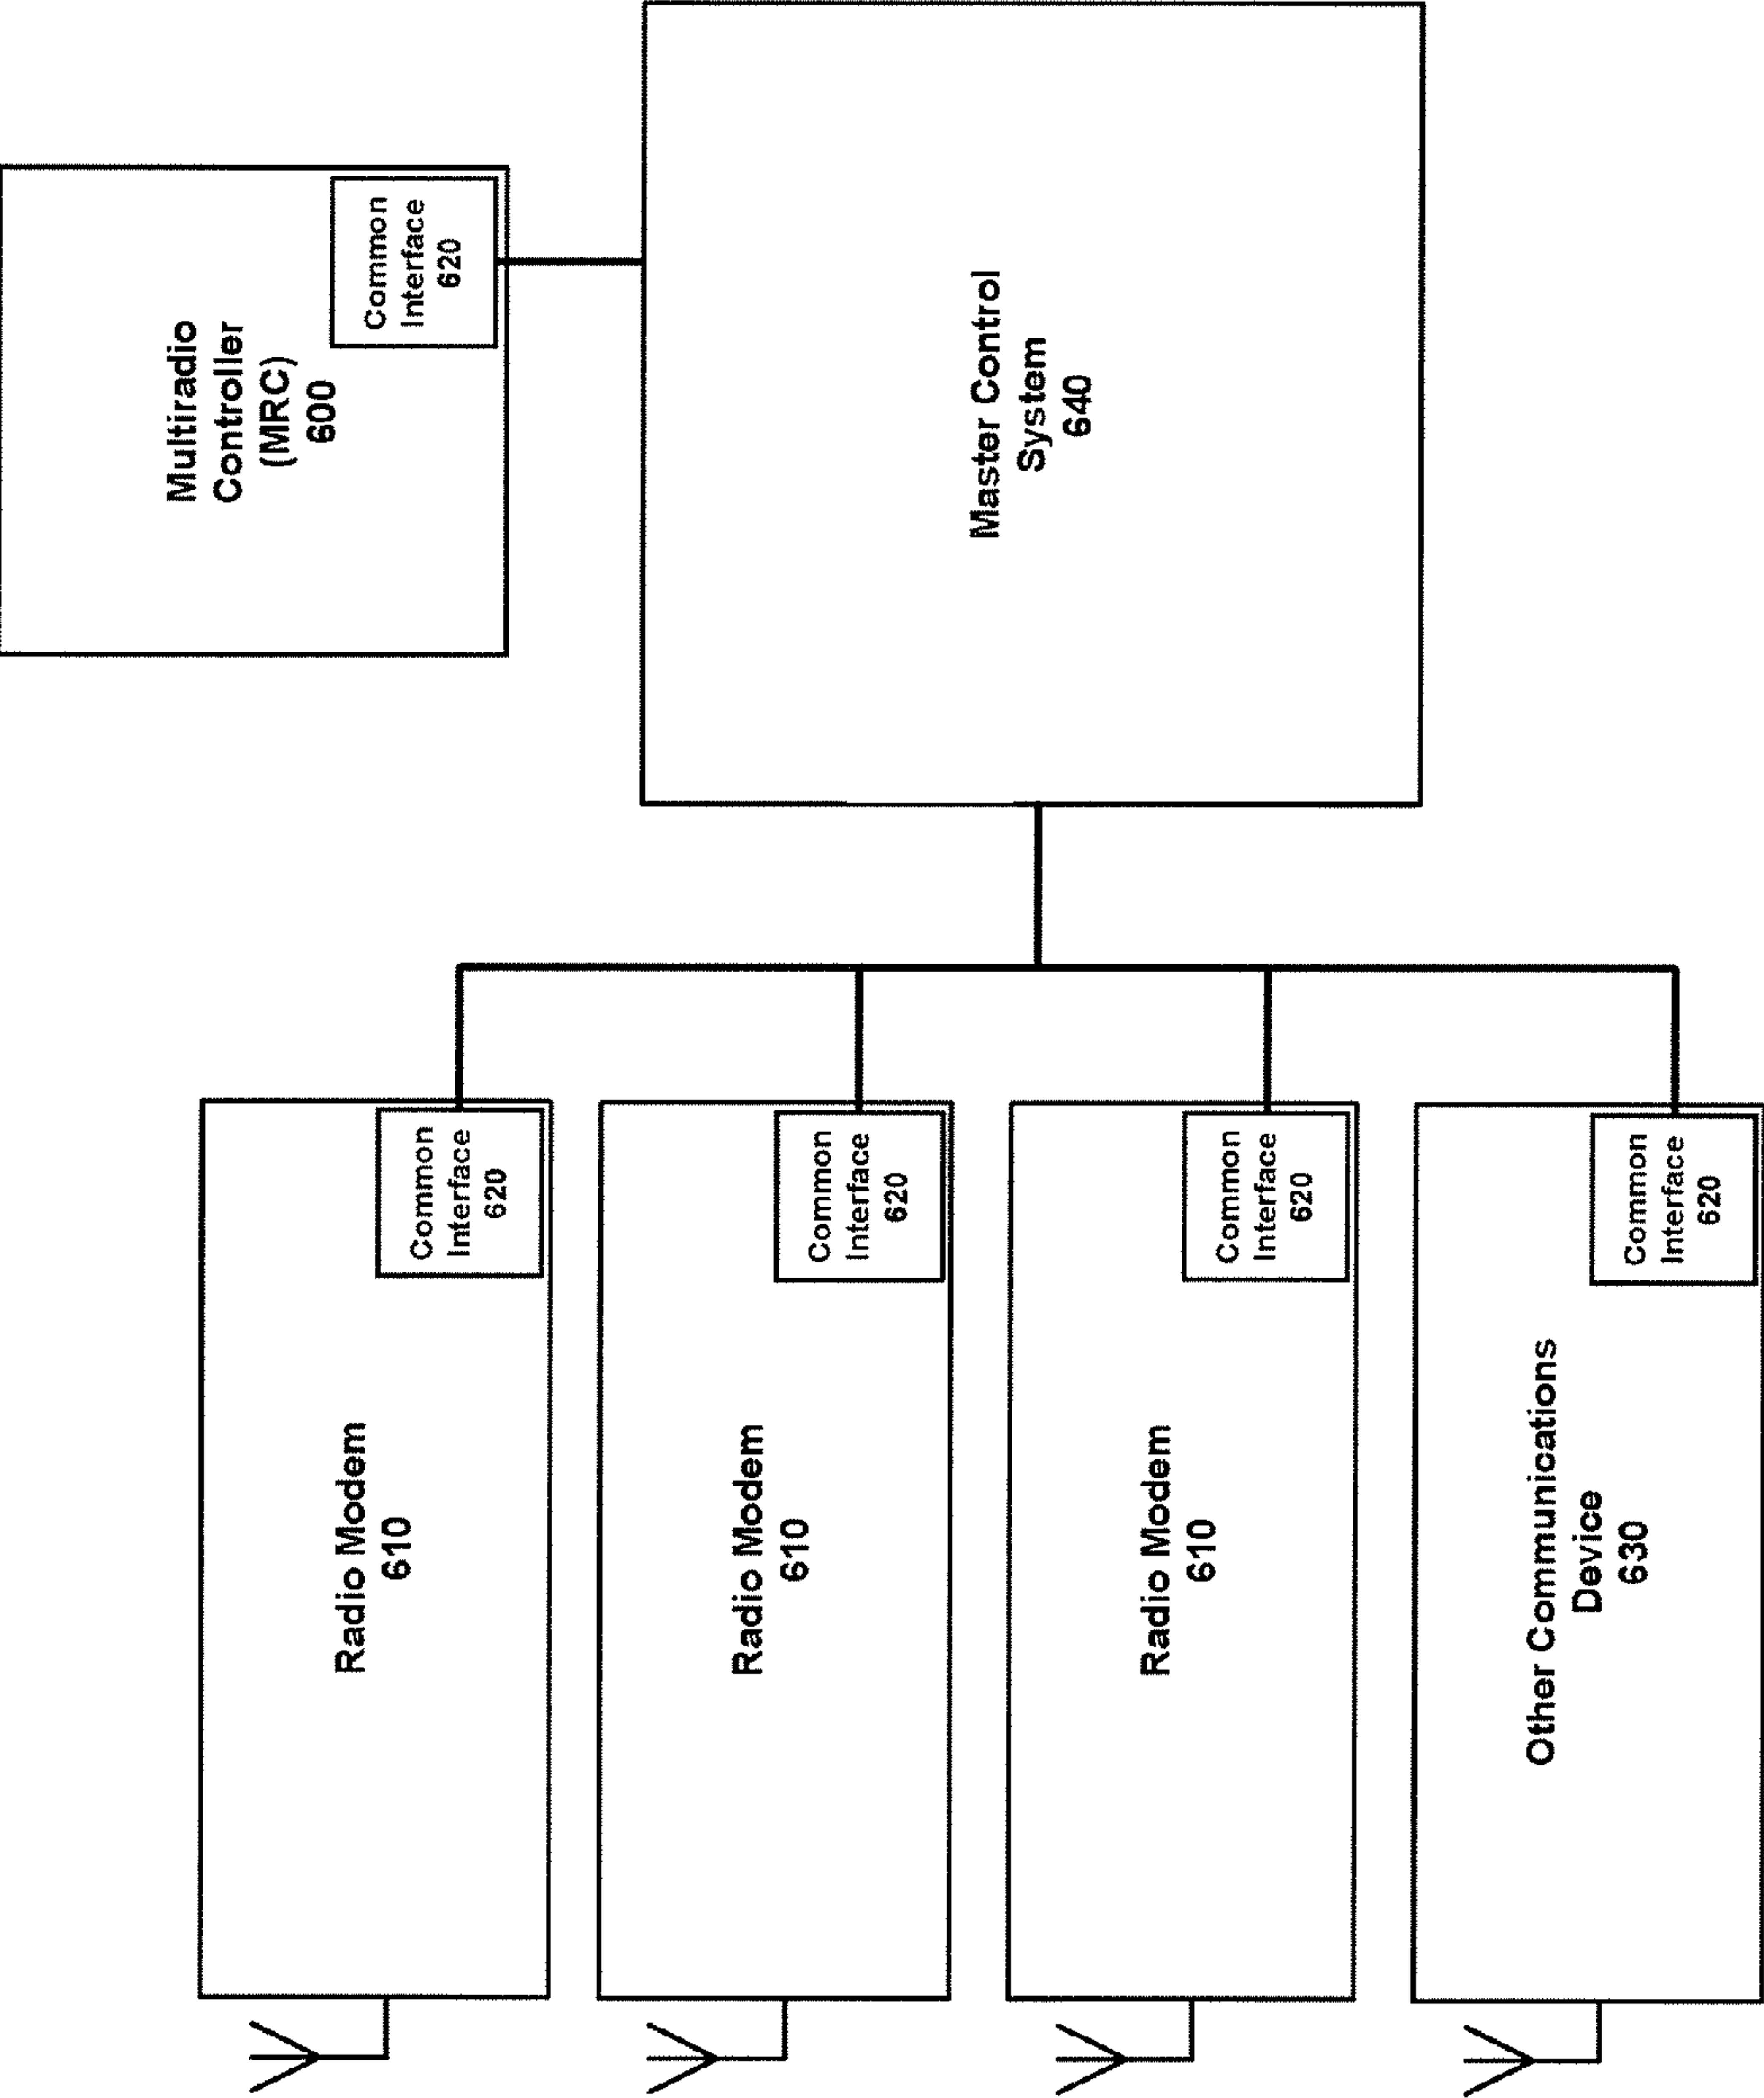 Multiradio
Controller
(MRC)
600
Common
Interface
620
Master Control
System
640
Radio Modem
610
Common
Interface
620
Radio Modem
610
Common
Interface
620
Radio Modem
610
Common
Interface
620
Other Communications
Device
630
Common
Interface
620